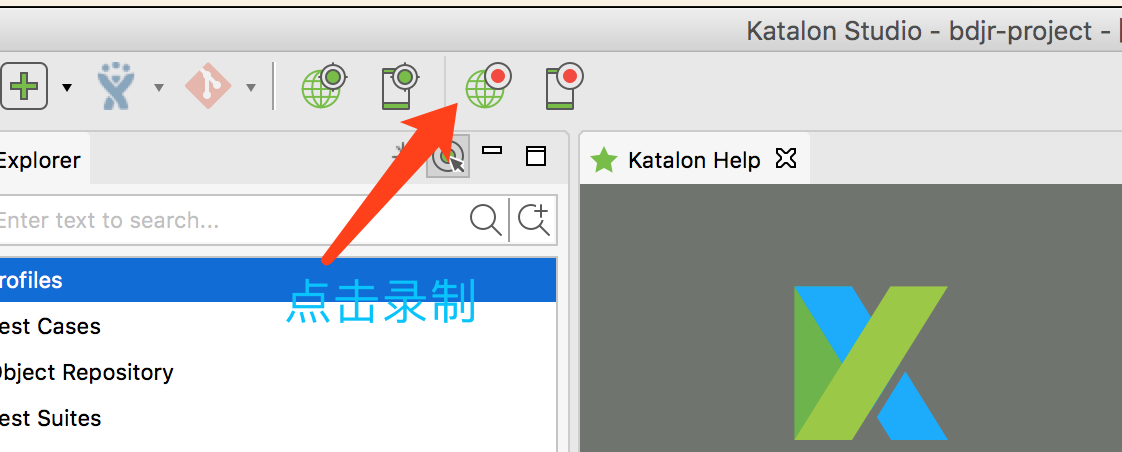 Katalon Studio - bdjr-project -
Explorer
Katalon Help
Enter text to search...
rofiles
点击录制
est Cases
bject Repository
est Suites